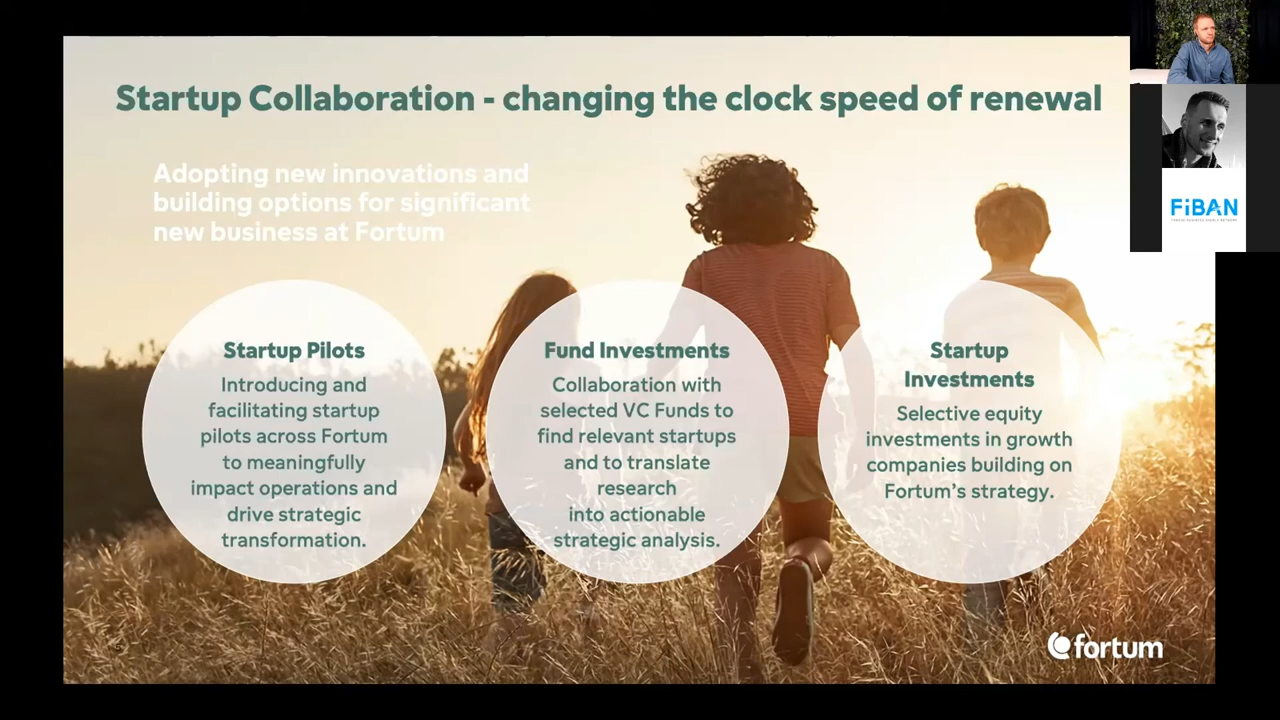 Startup Collaboration - changing the clock speed of renewal
Adopting new innovations and
building options for significant
new business at Fortum
Startup Pilots
Introducing and
facilitating startup
pilots across Fortum
to meaningfully
impact operations and
drive strategic
transformation.
Fund Investments
Collaboration with
selected VC Funds to
find relevant startups
and to translate
research
into actionable
strategic analysis.
Startup
Investments
Selective equity
investments in growth
companies building on
Fortum's strategy.
FiBAN
fortum